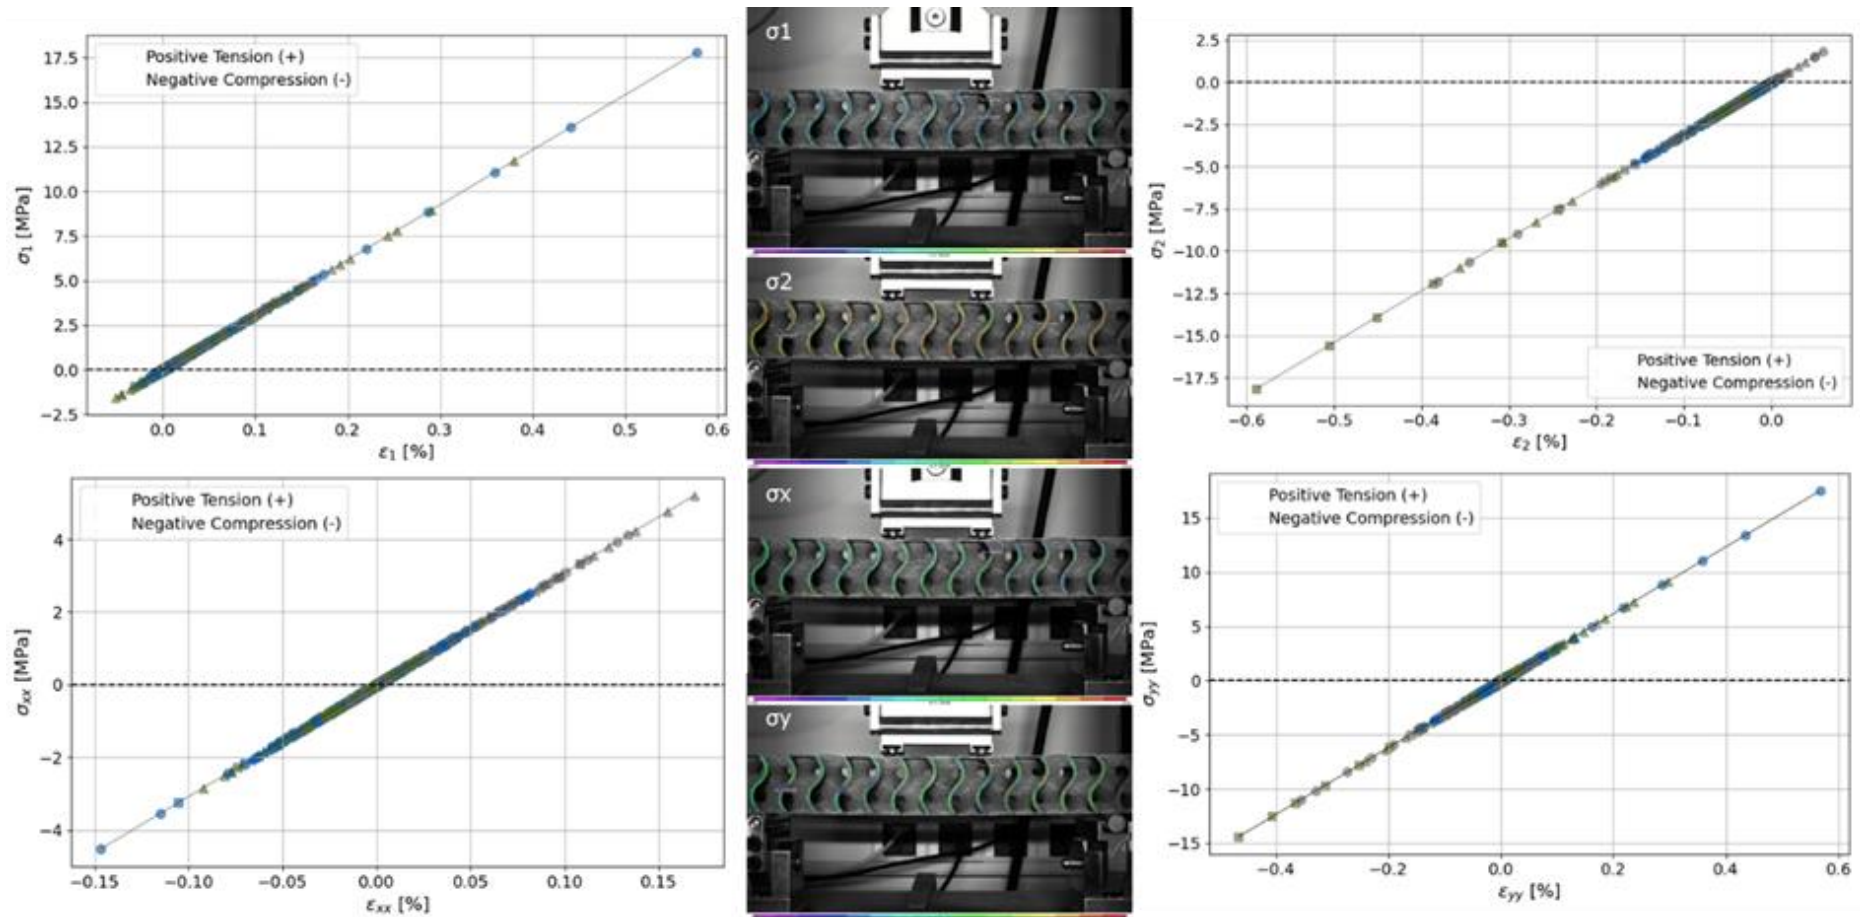 Positive Tension (+)
Negative Compression (-)
17.5
15.0
12.5
10.0
7.5
5.0
2.5
0.0
−2.5
σ₁ [MPa]
0.0 0.1 0.2 0.3 0.4 0.5 0.6
ε₁ [%]
σ1
σ2
σx
σy
2.5
0.0
−2.5
−5.0
−7.5
−10.0
−12.5
−15.0
−17.5
σ₂ [MPa]
Positive Tension (+)
Negative Compression (-)
−0.6 −0.5 −0.4 −0.3 −0.2 −0.1 0.0
ε₂ [%]
Positive Tension (+)
Negative Compression (-)
4
2
0
−2
−4
σₓₓ [MPa]
−0.15 −0.10 −0.05 0.00 0.05 0.10 0.15
εₓₓ [%]
Positive Tension (+)
Negative Compression (-)
15
10
5
0
−5
−10
−15
σyy [MPa]
−0.4 −0.2 0.0 0.2 0.4 0.6
εyy [%]